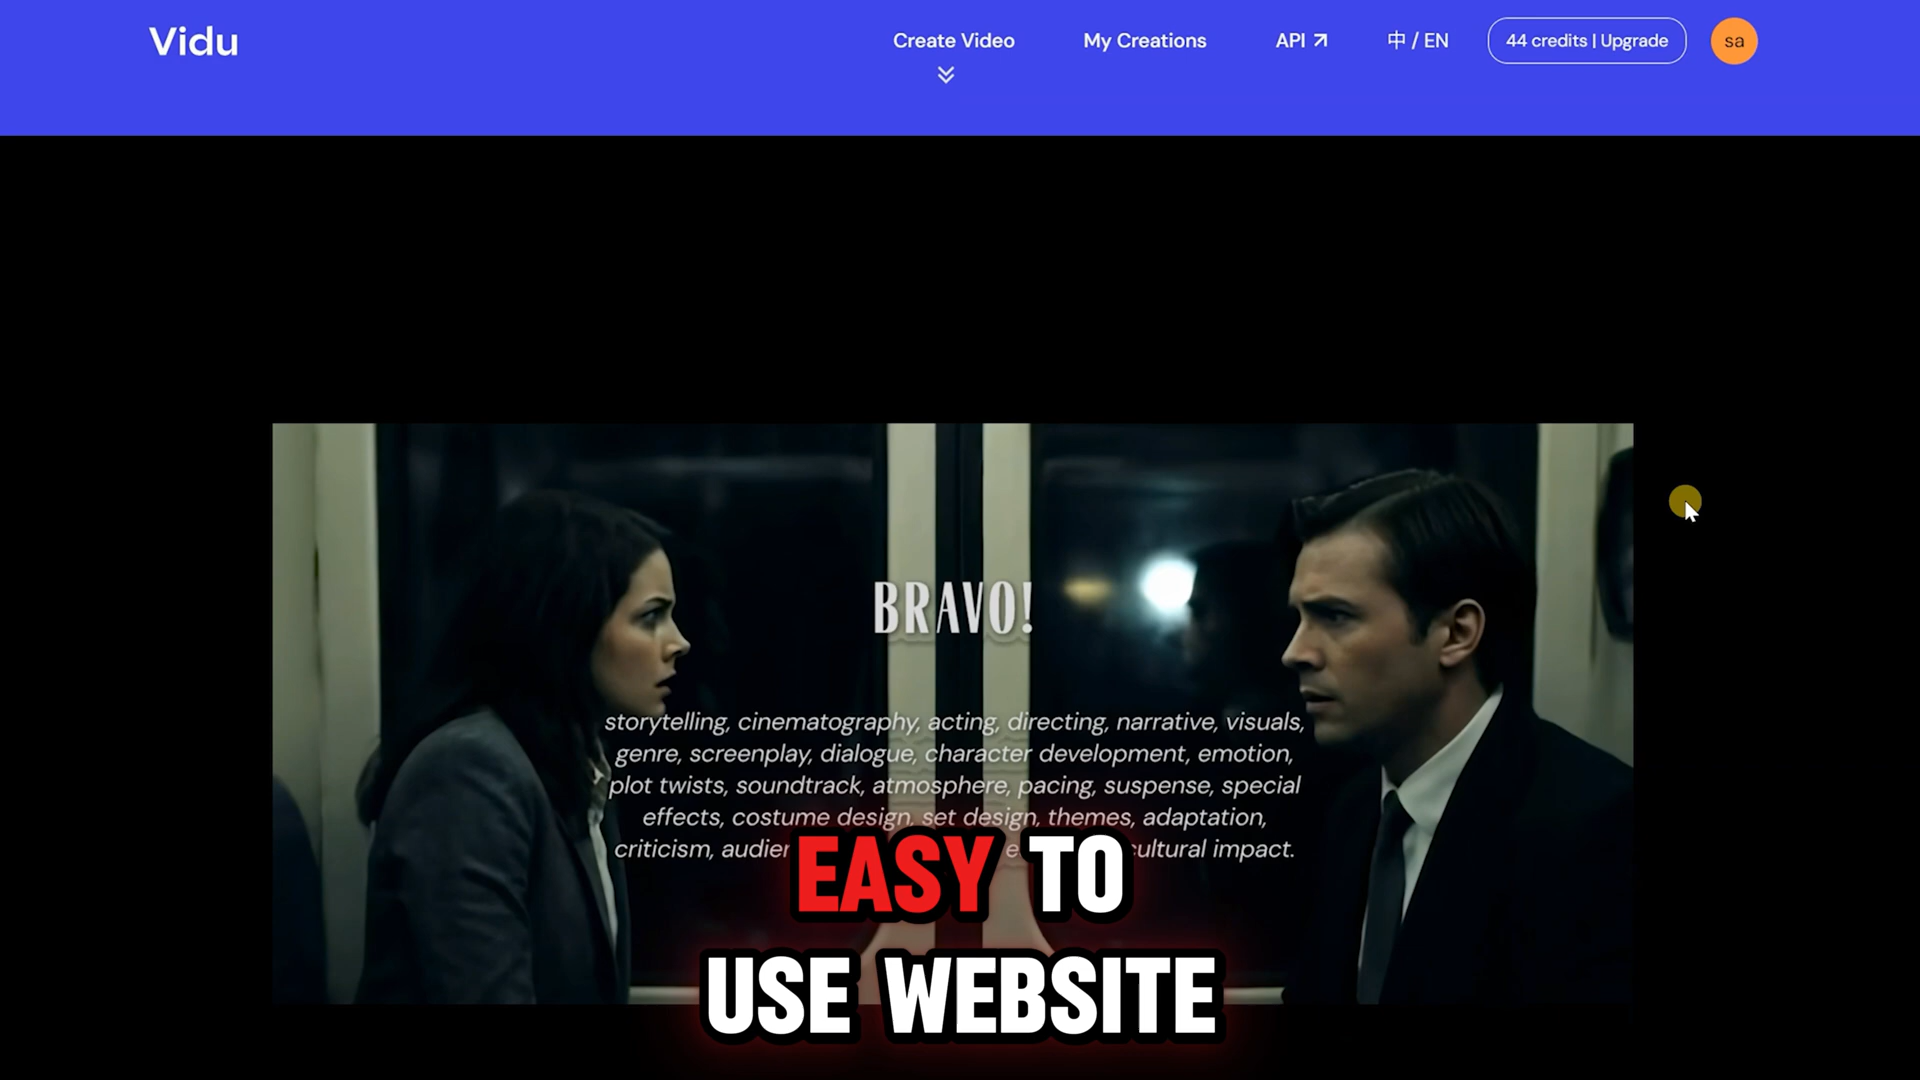 Vidu
Create Video
My Creations
API
中 / EN
44 credits | Upgrade
sa
BRAVO!
storytelling, cinematography, acting, directing, narrative, visuals,
genre, screenplay, dialogue, character development, emotion,
plot twists, soundtrack, atmosphere, pacing, suspense, special
effects, costume design, set design, themes, adaptation,
criticism, cultural impact.
EASY TO
USE WEBSITE